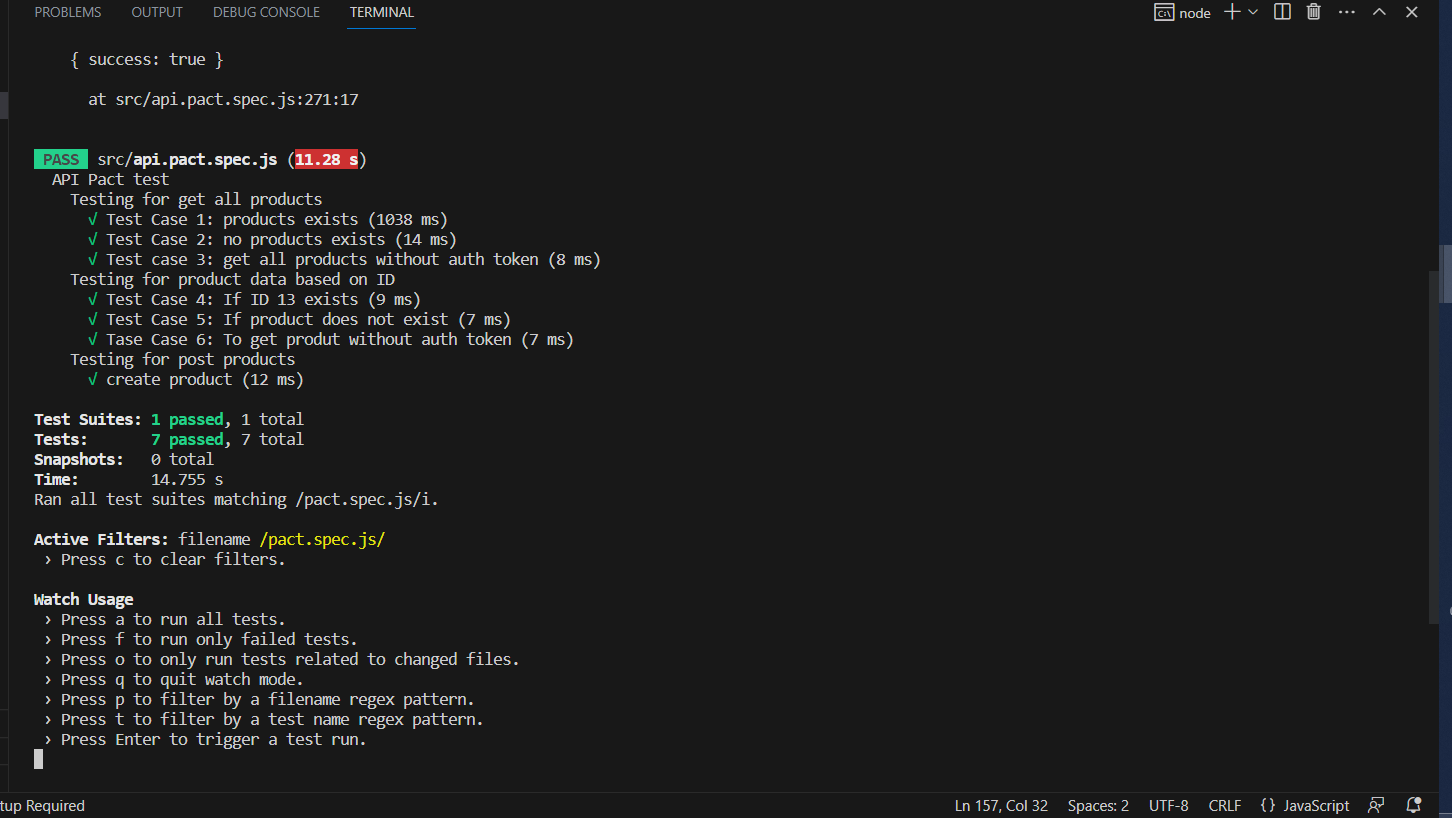 PROBLEMS OUTPUT DEBUG CONSOLE TERMINAL node
{ success: true }
at src/api.pact.spec.js:271:17
PASS src/api.pact.spec.js (11.28 s)
API Pact test
Testing for get all products
√ Test Case 1: products exists (1038 ms)
√ Test Case 2: no products exists (14 ms)
√ Test case 3: get all products without auth token (8 ms)
Testing for product data based on ID
√ Test Case 4: If ID 13 exists (9 ms)
√ Test Case 5: If product does not exist (7 ms)
√ Tase Case 6: To get produt without auth token (7 ms)
Testing for post products
√ create product (12 ms)
Test Suites: 1 passed, 1 total
Tests: 7 passed, 7 total
Snapshots: 0 total
Time: 14.755 s
Ran all test suites matching /pact.spec.js/i.
Active Filters: filename /pact.spec.js/
› Press c to clear filters.
Watch Usage
› Press a to run all tests.
› Press f to run only failed tests.
› Press o to only run tests related to changed files.
› Press q to quit watch mode.
› Press p to filter by a filename regex pattern.
› Press t to filter by a test name regex pattern.
› Press Enter to trigger a test run.
tup Required Ln 157, Col 32 Spaces: 2 UTF-8 CRLF {} JavaScript